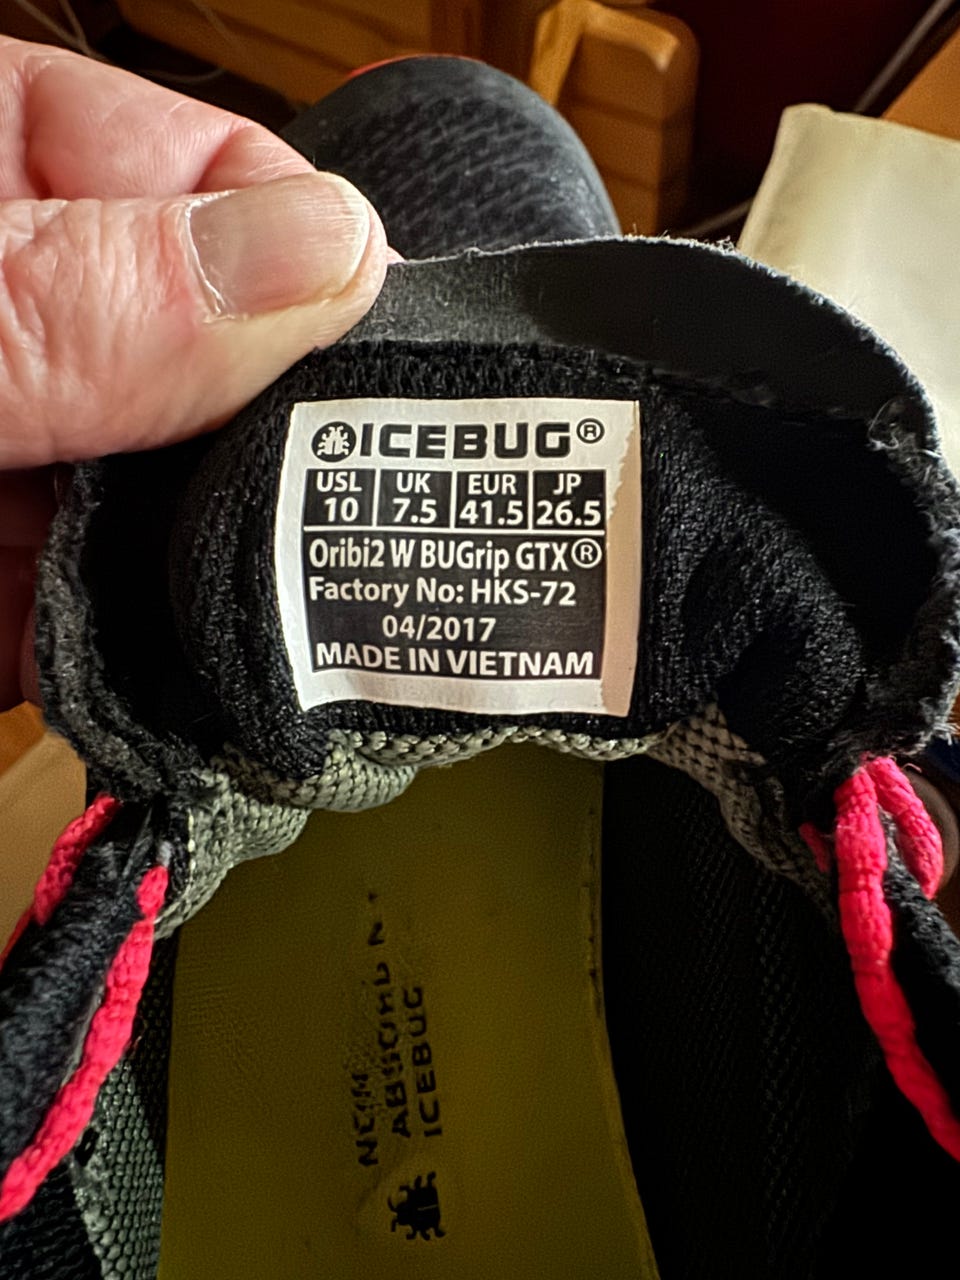 ICEBUG®
USL UK EUR JP
10 7.5 41.5 26.5
Oribi2 W BUGrip GTX®
Factory No: HKS-72
04/2017
MADE IN VIETNAM
ICEBUG